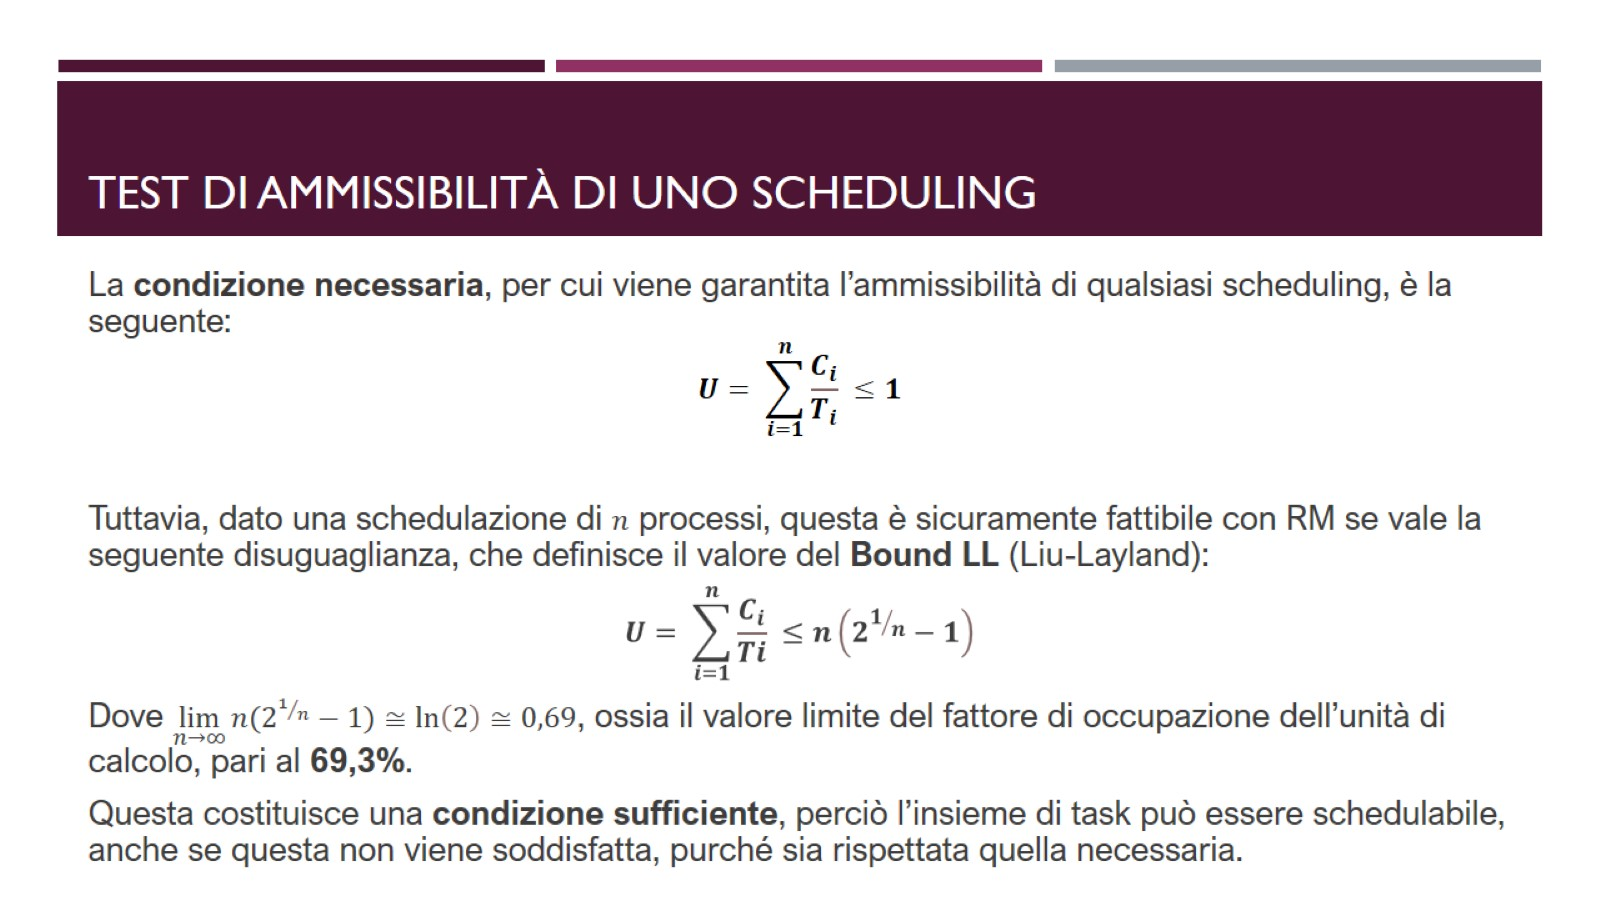 TEST DI AMMISSIBILITÀ DI UNO SCHEDULING
La condizione necessaria, per cui viene garantita l’ammissibilità di qualsiasi scheduling, è la
seguente:
U = ∑_{i=1}^{n} C_i / T_i ≤ 1
Tuttavia, dato una schedulazione di n processi, questa è sicuramente fattibile con RM se vale la
seguente disuguaglianza, che definisce il valore del Bound LL (Liu-Layland):
U = ∑_{i=1}^{n} C_i / Ti ≤ n(2^{1/n} − 1)
Dove lim_{n→∞} n(2^{1/n} − 1) ≅ ln(2) ≅ 0,69, ossia il valore limite del fattore di occupazione dell’unità di
calcolo, pari al 69,3%.
Questa costituisce una condizione sufficiente, perciò l’insieme di task può essere schedulabile,
anche se questa non viene soddisfatta, purché sia rispettata quella necessaria.